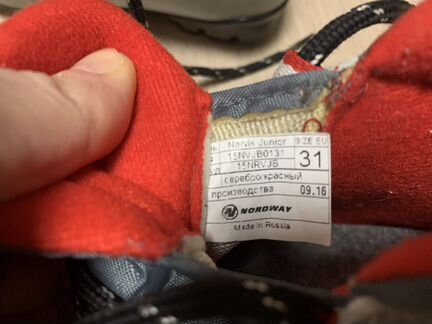 Narvik Junior SIZE EU
15NVJB0131 31
15NRVJB
серебро/красный
производства 09.16
NORDWAY
Made in Russia